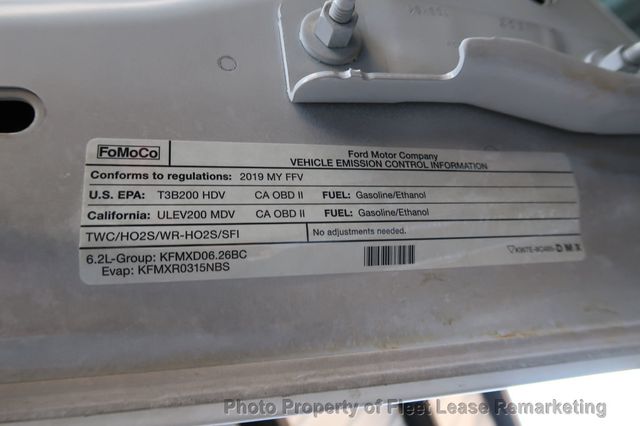 FoMoCo
Ford Motor Company
VEHICLE EMISSION CONTROL INFORMATION
Conforms to regulations: 2019 MY FFV
U.S. EPA: T3B200 HDV CA OBD II FUEL: Gasoline/Ethanol
California: ULEV200 MDV CA OBD II FUEL: Gasoline/Ethanol
TWC/HO2S/WR-HO2S/SFI No adjustments needed.
6.2L-Group: KFMXD06.26BC
Evap: KFMXR0315NBS
DMX
Photo Property of Fleet Lease Remarketing